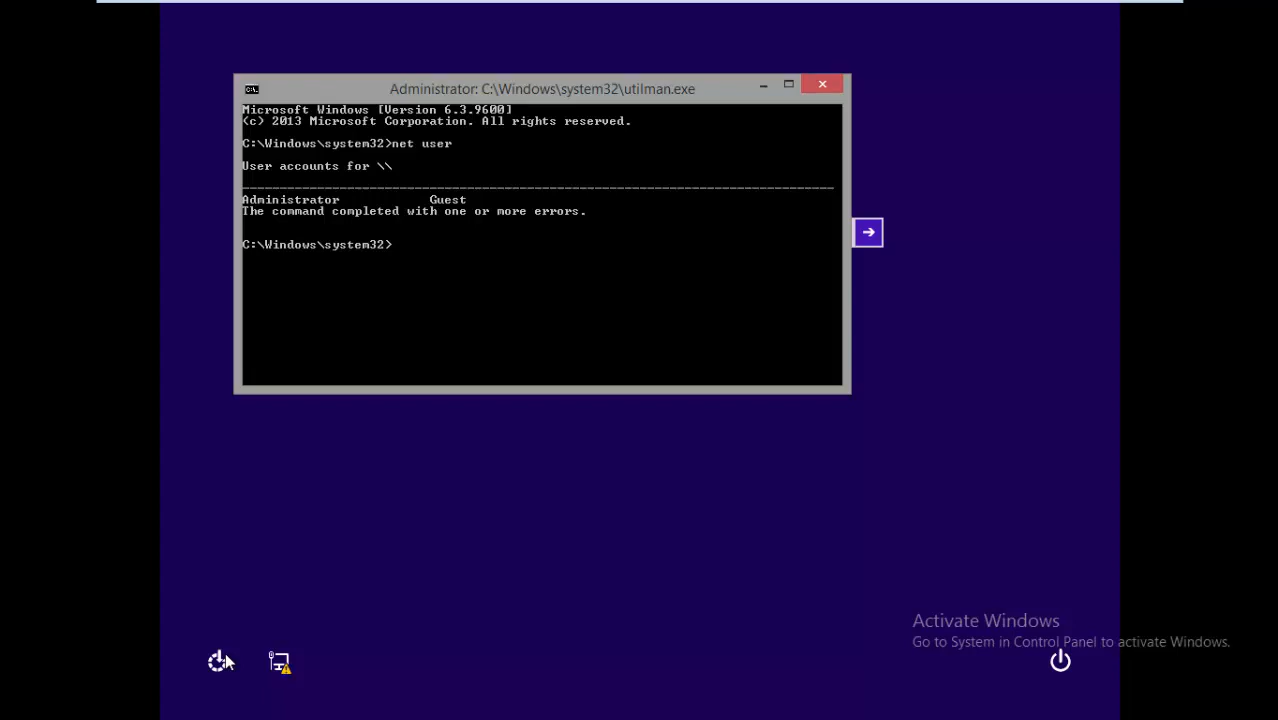 Administrator: C:\Windows\system32\utilman.exe
Microsoft Windows [Version 6.3.9600]
(c) 2013 Microsoft Corporation. All rights reserved.
C:\Windows\system32>net user
User accounts for \\
-------------------------------------------------------------------------------
Administrator            Guest
The command completed with one or more errors.
C:\Windows\system32>
Activate Windows
Go to System in Control Panel to activate Windows.